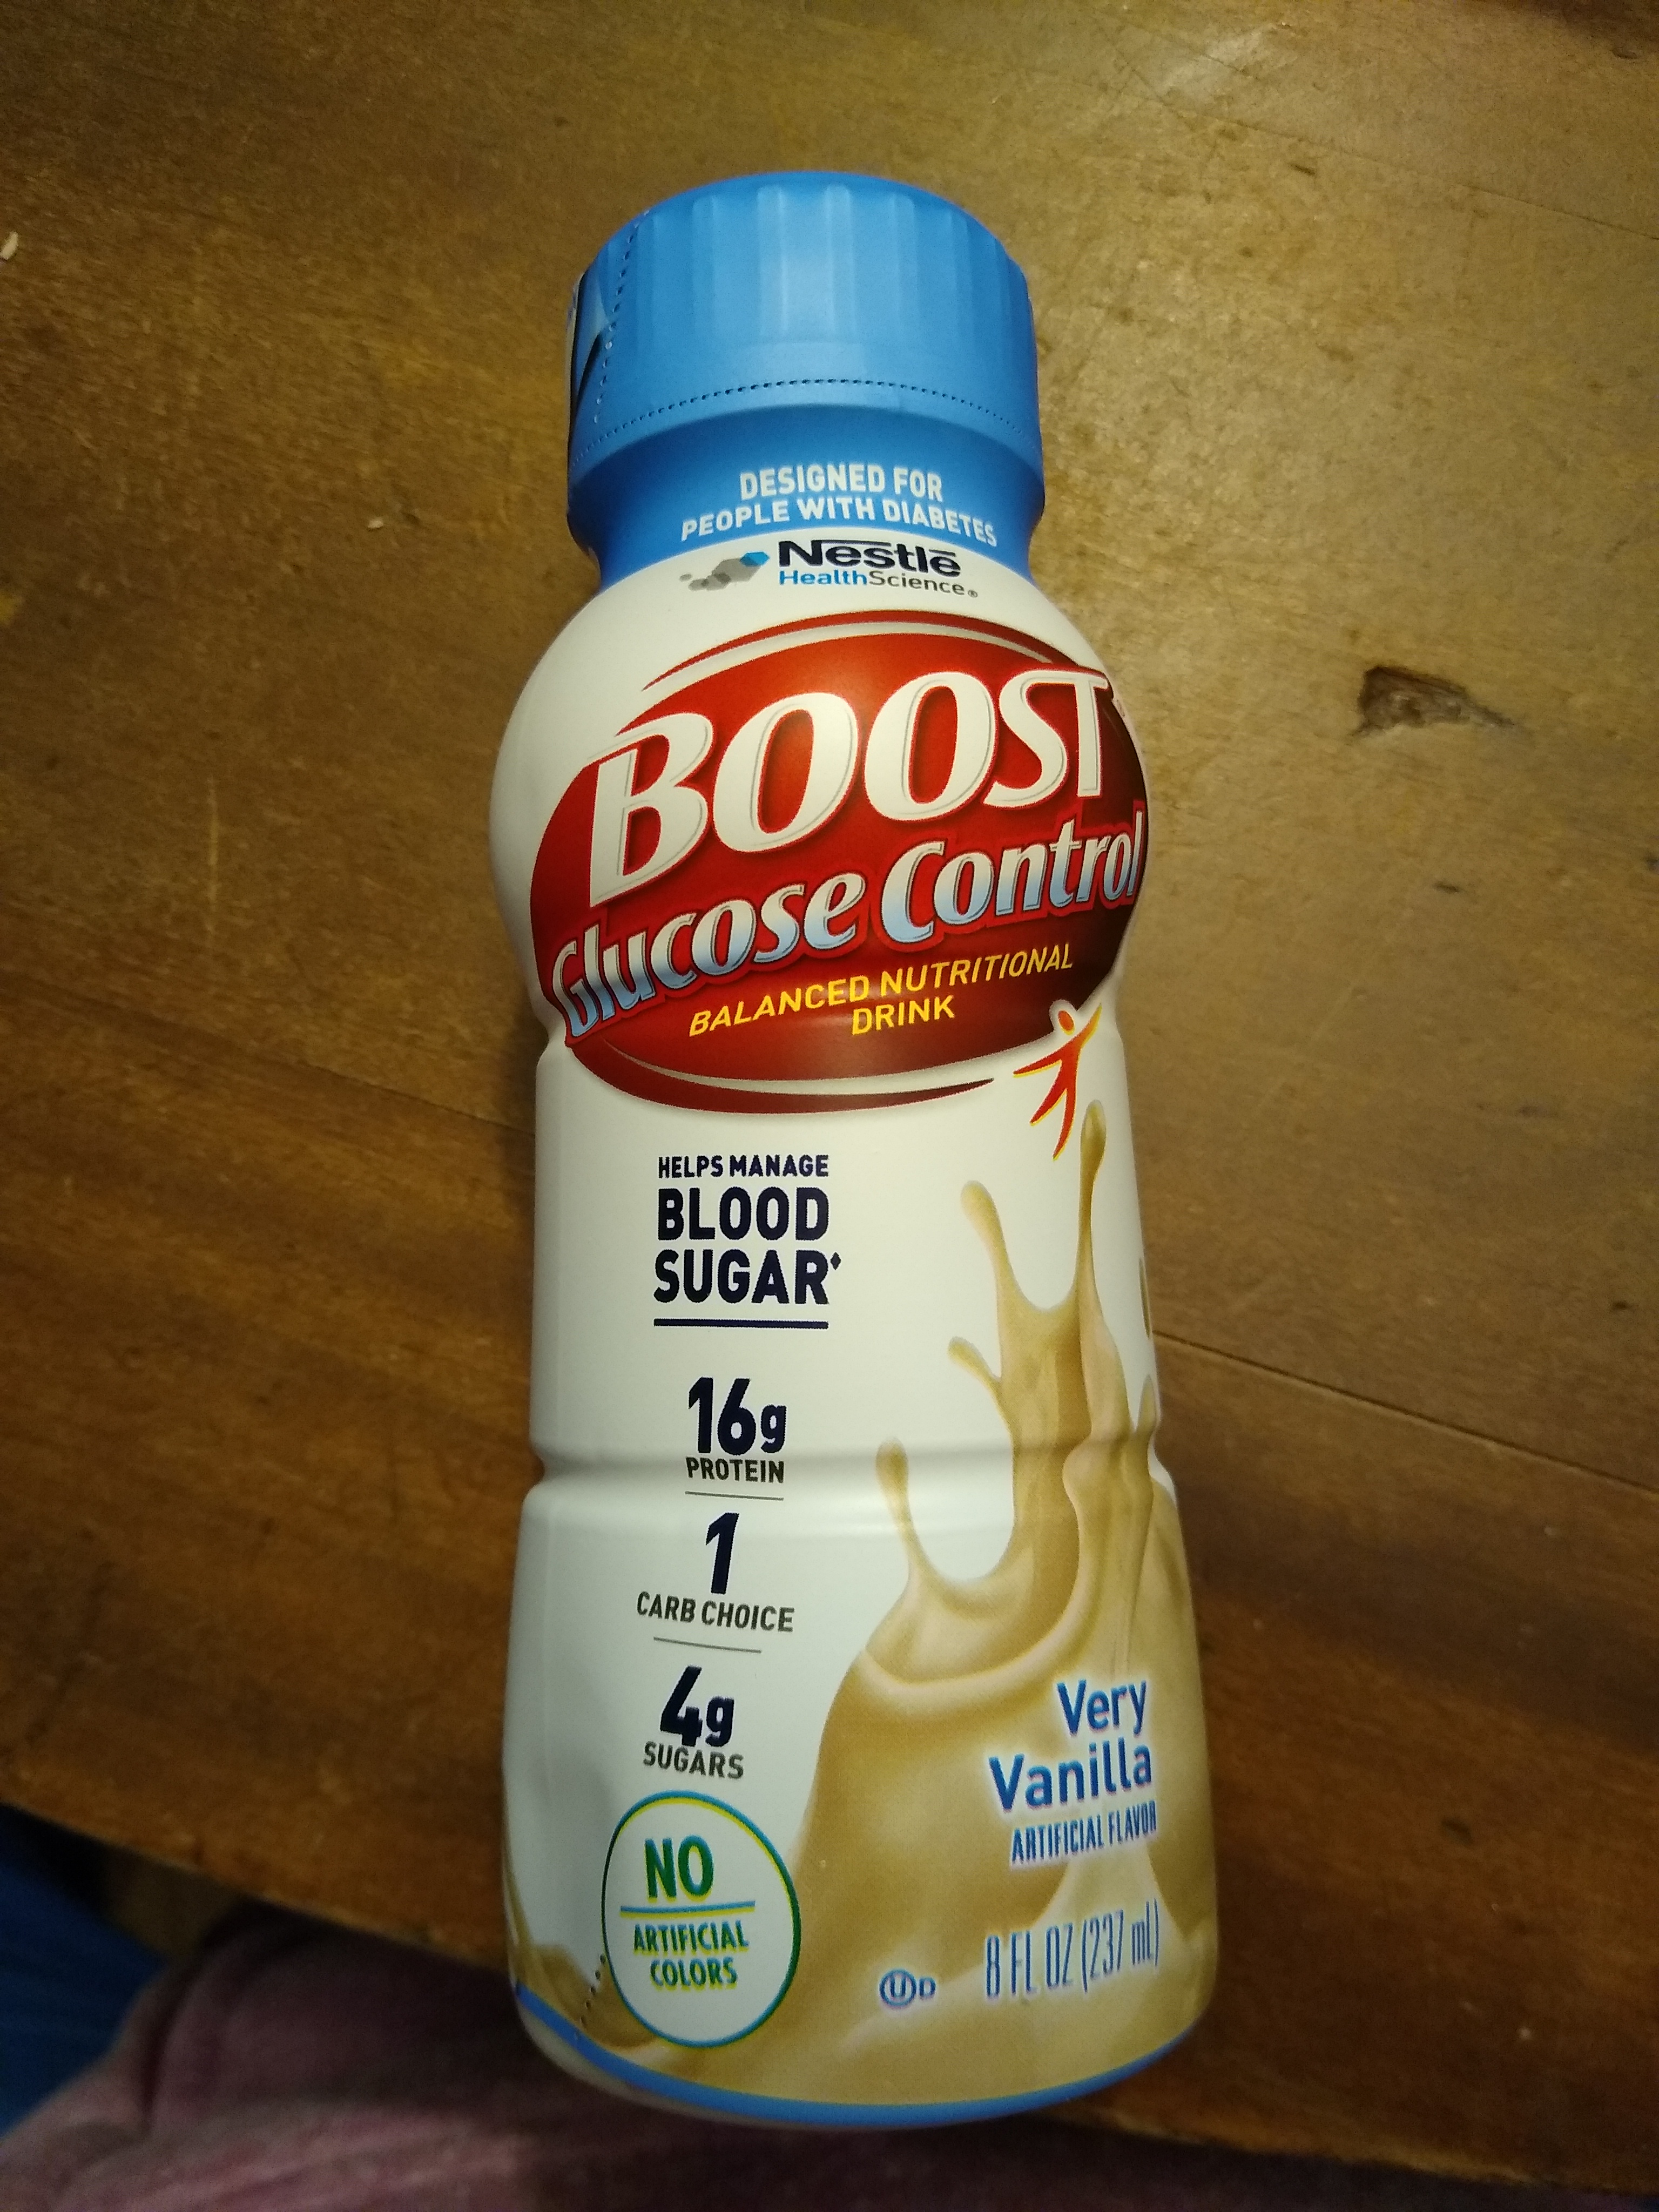 DESIGNED FOR
PEOPLE WITH DIABETES
Nestlē
HealthScience®
BOOST
Glucose Control
BALANCED NUTRITIONAL
DRINK
HELPS MANAGE
BLOOD
SUGAR♦
16g
PROTEIN
1
CARB CHOICE
4g
SUGARS
NO
ARTIFICIAL
COLORS
Very
Vanilla
ARTIFICIAL FLAVOR
U D
8 FL OZ (237 mL)